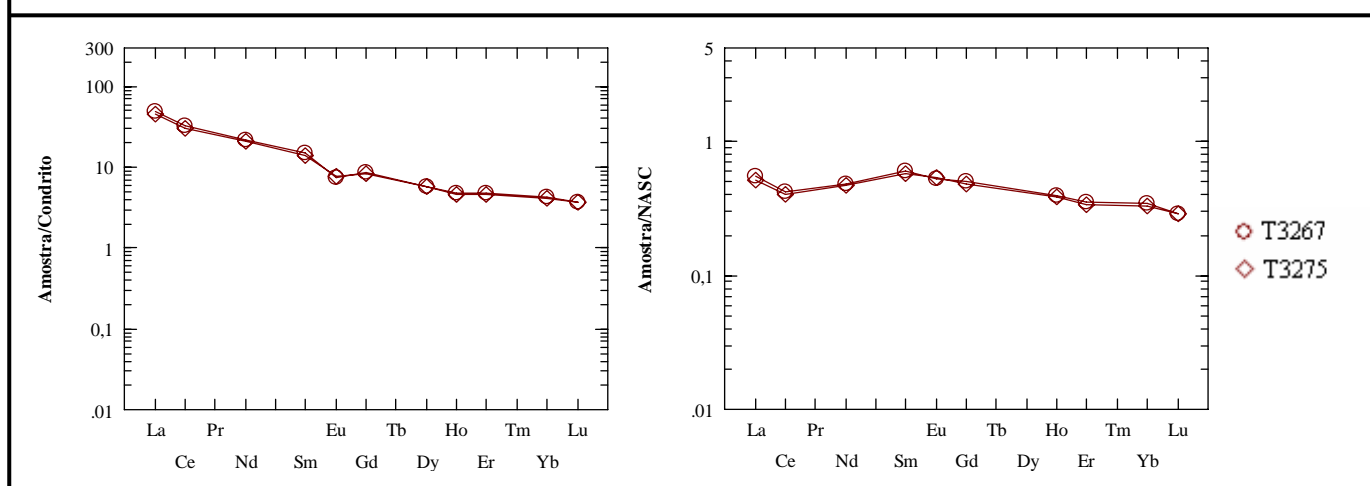 300
100
10
1
0,1
.01
Amostra/Condrito
La Pr Eu Tb Ho Tm Lu
Ce Nd Sm Gd Dy Er Yb
5
1
0,1
.01
Amostra/NASC
La Pr Eu Tb Ho Tm Lu
Ce Nd Sm Gd Dy Er Yb
T3267
T3275